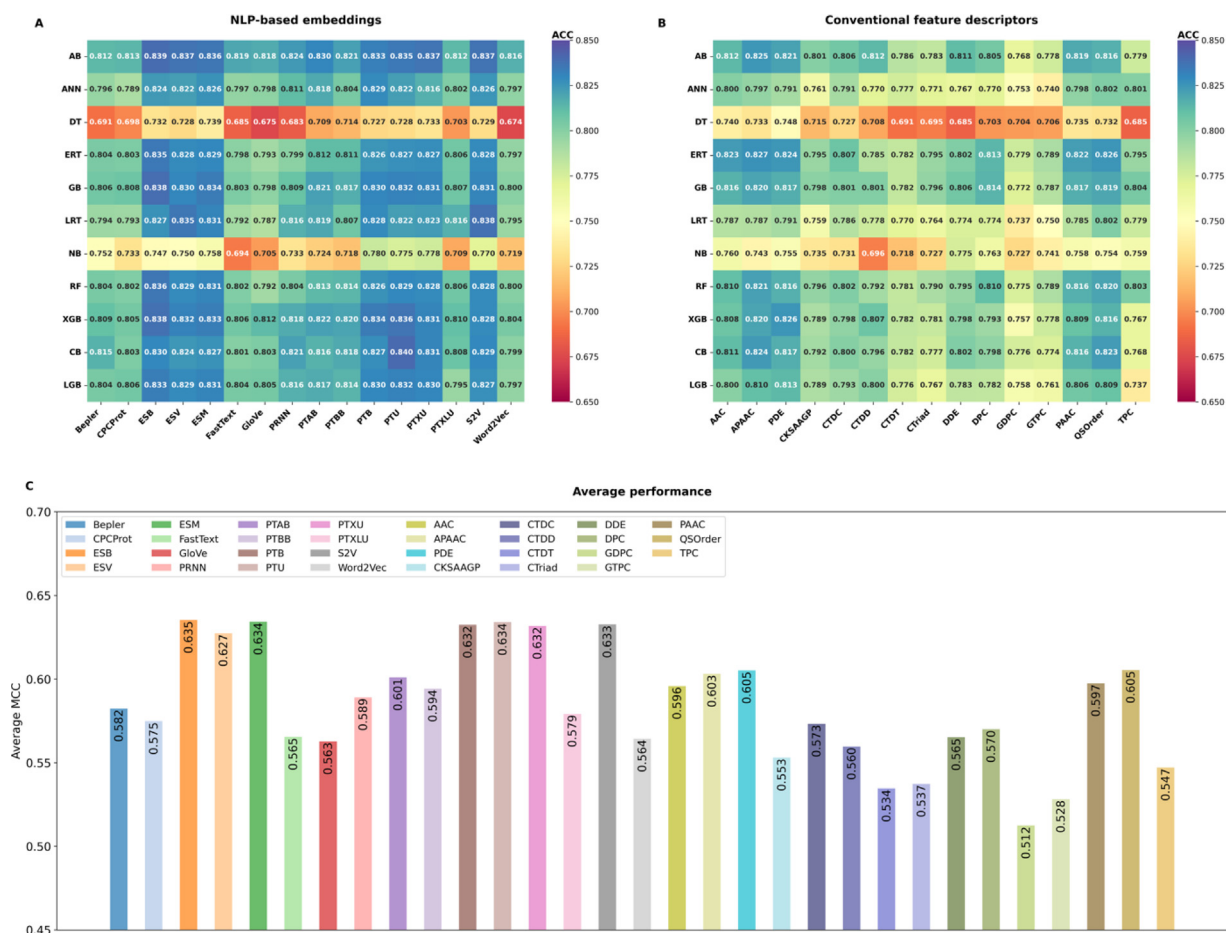 A
NLP-based embeddings
ACC
AB 0.812 0.813 0.839 0.837 0.836 0.819 0.818 0.824 0.830 0.821 0.833 0.835 0.837 0.812 0.837 0.816
ANN 0.796 0.789 0.824 0.822 0.826 0.797 0.798 0.811 0.818 0.804 0.829 0.822 0.816 0.802 0.826 0.797
DT 0.691 0.698 0.732 0.728 0.739 0.685 0.675 0.683 0.709 0.714 0.727 0.728 0.733 0.703 0.729 0.674
ERT 0.804 0.803 0.835 0.828 0.829 0.798 0.793 0.799 0.812 0.811 0.826 0.827 0.827 0.806 0.828 0.797
GB 0.806 0.808 0.838 0.830 0.834 0.803 0.798 0.809 0.821 0.817 0.830 0.832 0.831 0.807 0.831 0.800
LRT 0.794 0.793 0.827 0.835 0.831 0.792 0.787 0.816 0.819 0.807 0.828 0.822 0.823 0.816 0.838 0.795
NB 0.752 0.733 0.747 0.750 0.758 0.694 0.705 0.733 0.724 0.718 0.780 0.775 0.778 0.709 0.770 0.719
RF 0.804 0.802 0.836 0.829 0.831 0.802 0.792 0.804 0.813 0.814 0.826 0.829 0.828 0.806 0.828 0.800
XGB 0.809 0.805 0.838 0.832 0.833 0.806 0.812 0.818 0.822 0.820 0.834 0.836 0.831 0.810 0.828 0.804
CB 0.815 0.803 0.830 0.824 0.827 0.801 0.803 0.821 0.816 0.818 0.827 0.840 0.831 0.808 0.829 0.799
LGB 0.804 0.806 0.833 0.829 0.831 0.804 0.805 0.816 0.817 0.814 0.830 0.832 0.830 0.795 0.827 0.797
Bepler CPCProt ESB ESV ESM FastText GloVe PRNN PTAB PTBB PTB PTU PTXU PTXLU S2V Word2Vec
0.850
0.825
0.800
0.775
0.750
0.725
0.700
0.675
0.650
B
Conventional feature descriptors
ACC
AB 0.812 0.825 0.821 0.801 0.806 0.812 0.786 0.783 0.811 0.805 0.768 0.778 0.819 0.816 0.779
ANN 0.800 0.797 0.791 0.761 0.791 0.770 0.777 0.771 0.767 0.770 0.753 0.740 0.798 0.802 0.801
DT 0.740 0.733 0.748 0.715 0.727 0.708 0.691 0.695 0.685 0.703 0.704 0.706 0.735 0.732 0.685
ERT 0.823 0.827 0.824 0.795 0.807 0.785 0.782 0.795 0.802 0.813 0.779 0.789 0.822 0.826 0.795
GB 0.816 0.820 0.817 0.798 0.801 0.801 0.782 0.796 0.806 0.814 0.772 0.787 0.817 0.819 0.804
LRT 0.787 0.787 0.791 0.759 0.786 0.778 0.770 0.764 0.774 0.774 0.737 0.750 0.785 0.802 0.779
NB 0.760 0.743 0.755 0.735 0.731 0.696 0.718 0.727 0.775 0.763 0.727 0.741 0.758 0.754 0.759
RF 0.810 0.821 0.816 0.796 0.802 0.792 0.781 0.790 0.795 0.810 0.775 0.789 0.816 0.820 0.803
XGB 0.808 0.820 0.826 0.789 0.798 0.807 0.782 0.781 0.798 0.793 0.757 0.778 0.809 0.816 0.767
CB 0.811 0.824 0.817 0.792 0.800 0.796 0.782 0.777 0.802 0.798 0.776 0.774 0.816 0.823 0.768
LGB 0.800 0.810 0.813 0.789 0.793 0.800 0.776 0.767 0.783 0.782 0.758 0.761 0.806 0.809 0.737
AAC APAAC PDE CKSAAGP CTDC CTDD CTDT CTriad DDE DPC GDPC GTPC PAAC QSOrder TPC
0.850
0.825
0.800
0.775
0.750
0.725
0.700
0.675
0.650
C
Average performance
Bepler ESM PTAB PTXU AAC CTDC DDE PAAC
CPCProt FastText PTBB PTXLU APAAC CTDD DPC QSOrder
ESB GloVe PTB S2V PDE CTDT GDPC TPC
ESV PRNN PTU Word2Vec CKSAAGP CTriad GTPC
Average MCC
0.70
0.65
0.60
0.55
0.50
0.45
0.582 0.575 0.635 0.627 0.634 0.565 0.563 0.589 0.601 0.594 0.632 0.634 0.632 0.579 0.633 0.564 0.596 0.603 0.605 0.553 0.573 0.560 0.534 0.537 0.565 0.570 0.512 0.528 0.597 0.605 0.547